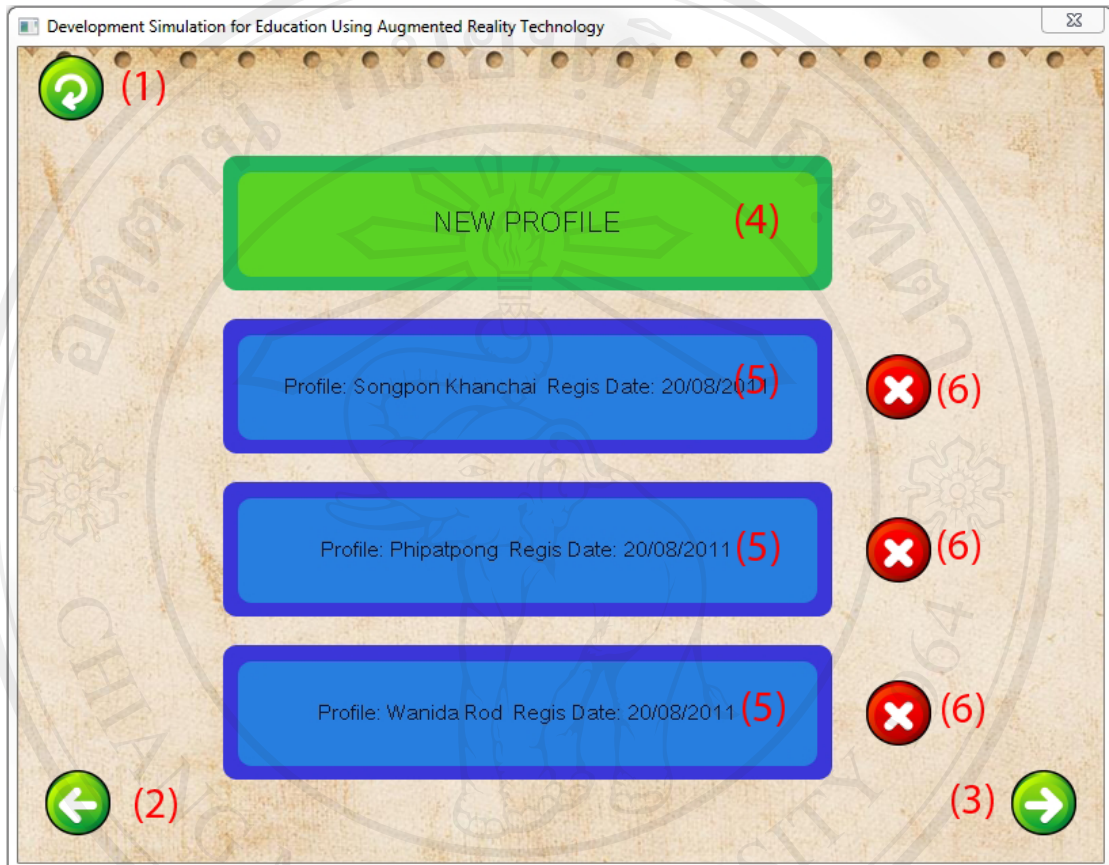 Development Simulation for Education Using Augmented Reality Technology
(1)
NEW PROFILE (4)
Profile: Songpon Khanchai Regis Date: 20/08/2011 (5) (6)
Profile: Phipatpong Regis Date: 20/08/2011 (5) (6)
Profile: Wanida Rod Regis Date: 20/08/2011 (5) (6)
(2) (3)